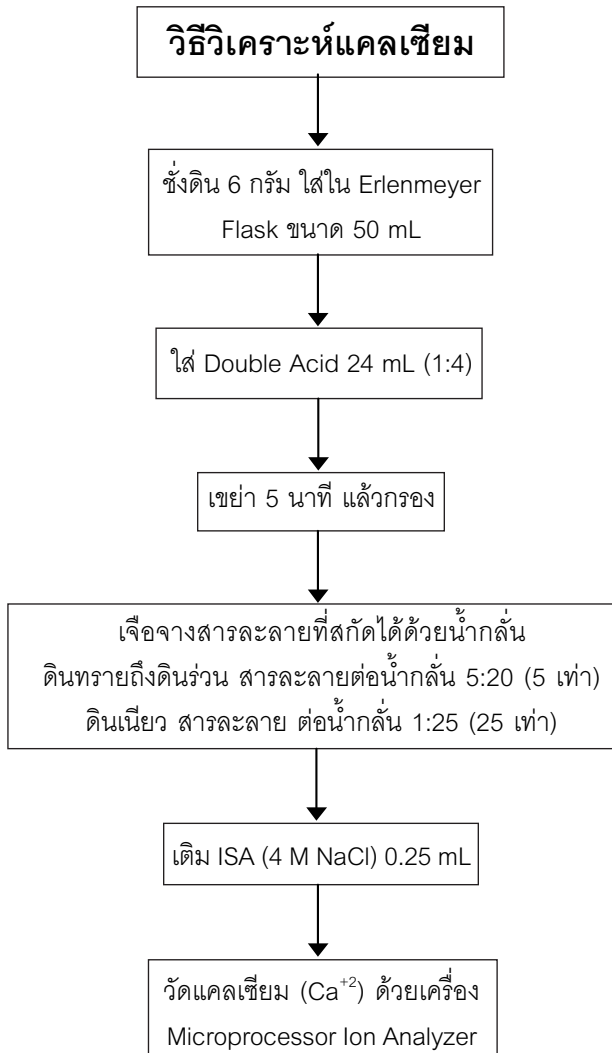 วิธีวิเคราะห์แคลเซียม
ชั่งดิน 6 กรัม ใส่ใน Erlenmeyer
Flask ขนาด 50 mL
ใส่ Double Acid 24 mL (1:4)
เขย่า 5 นาที แล้วกรอง
เจือจางสารละลายที่สกัดได้ด้วยน้ำกลั่น
ดินทรายถึงดินร่วน สารละลายต่อน้ำกลั่น 5:20 (5 เท่า)
ดินเนียว สารละลาย ต่อน้ำกลั่น 1:25 (25 เท่า)
เติม ISA (4 M NaCl) 0.25 mL
วัดแคลเซียม (Ca⁺²) ด้วยเครื่อง
Microprocessor Ion Analyzer